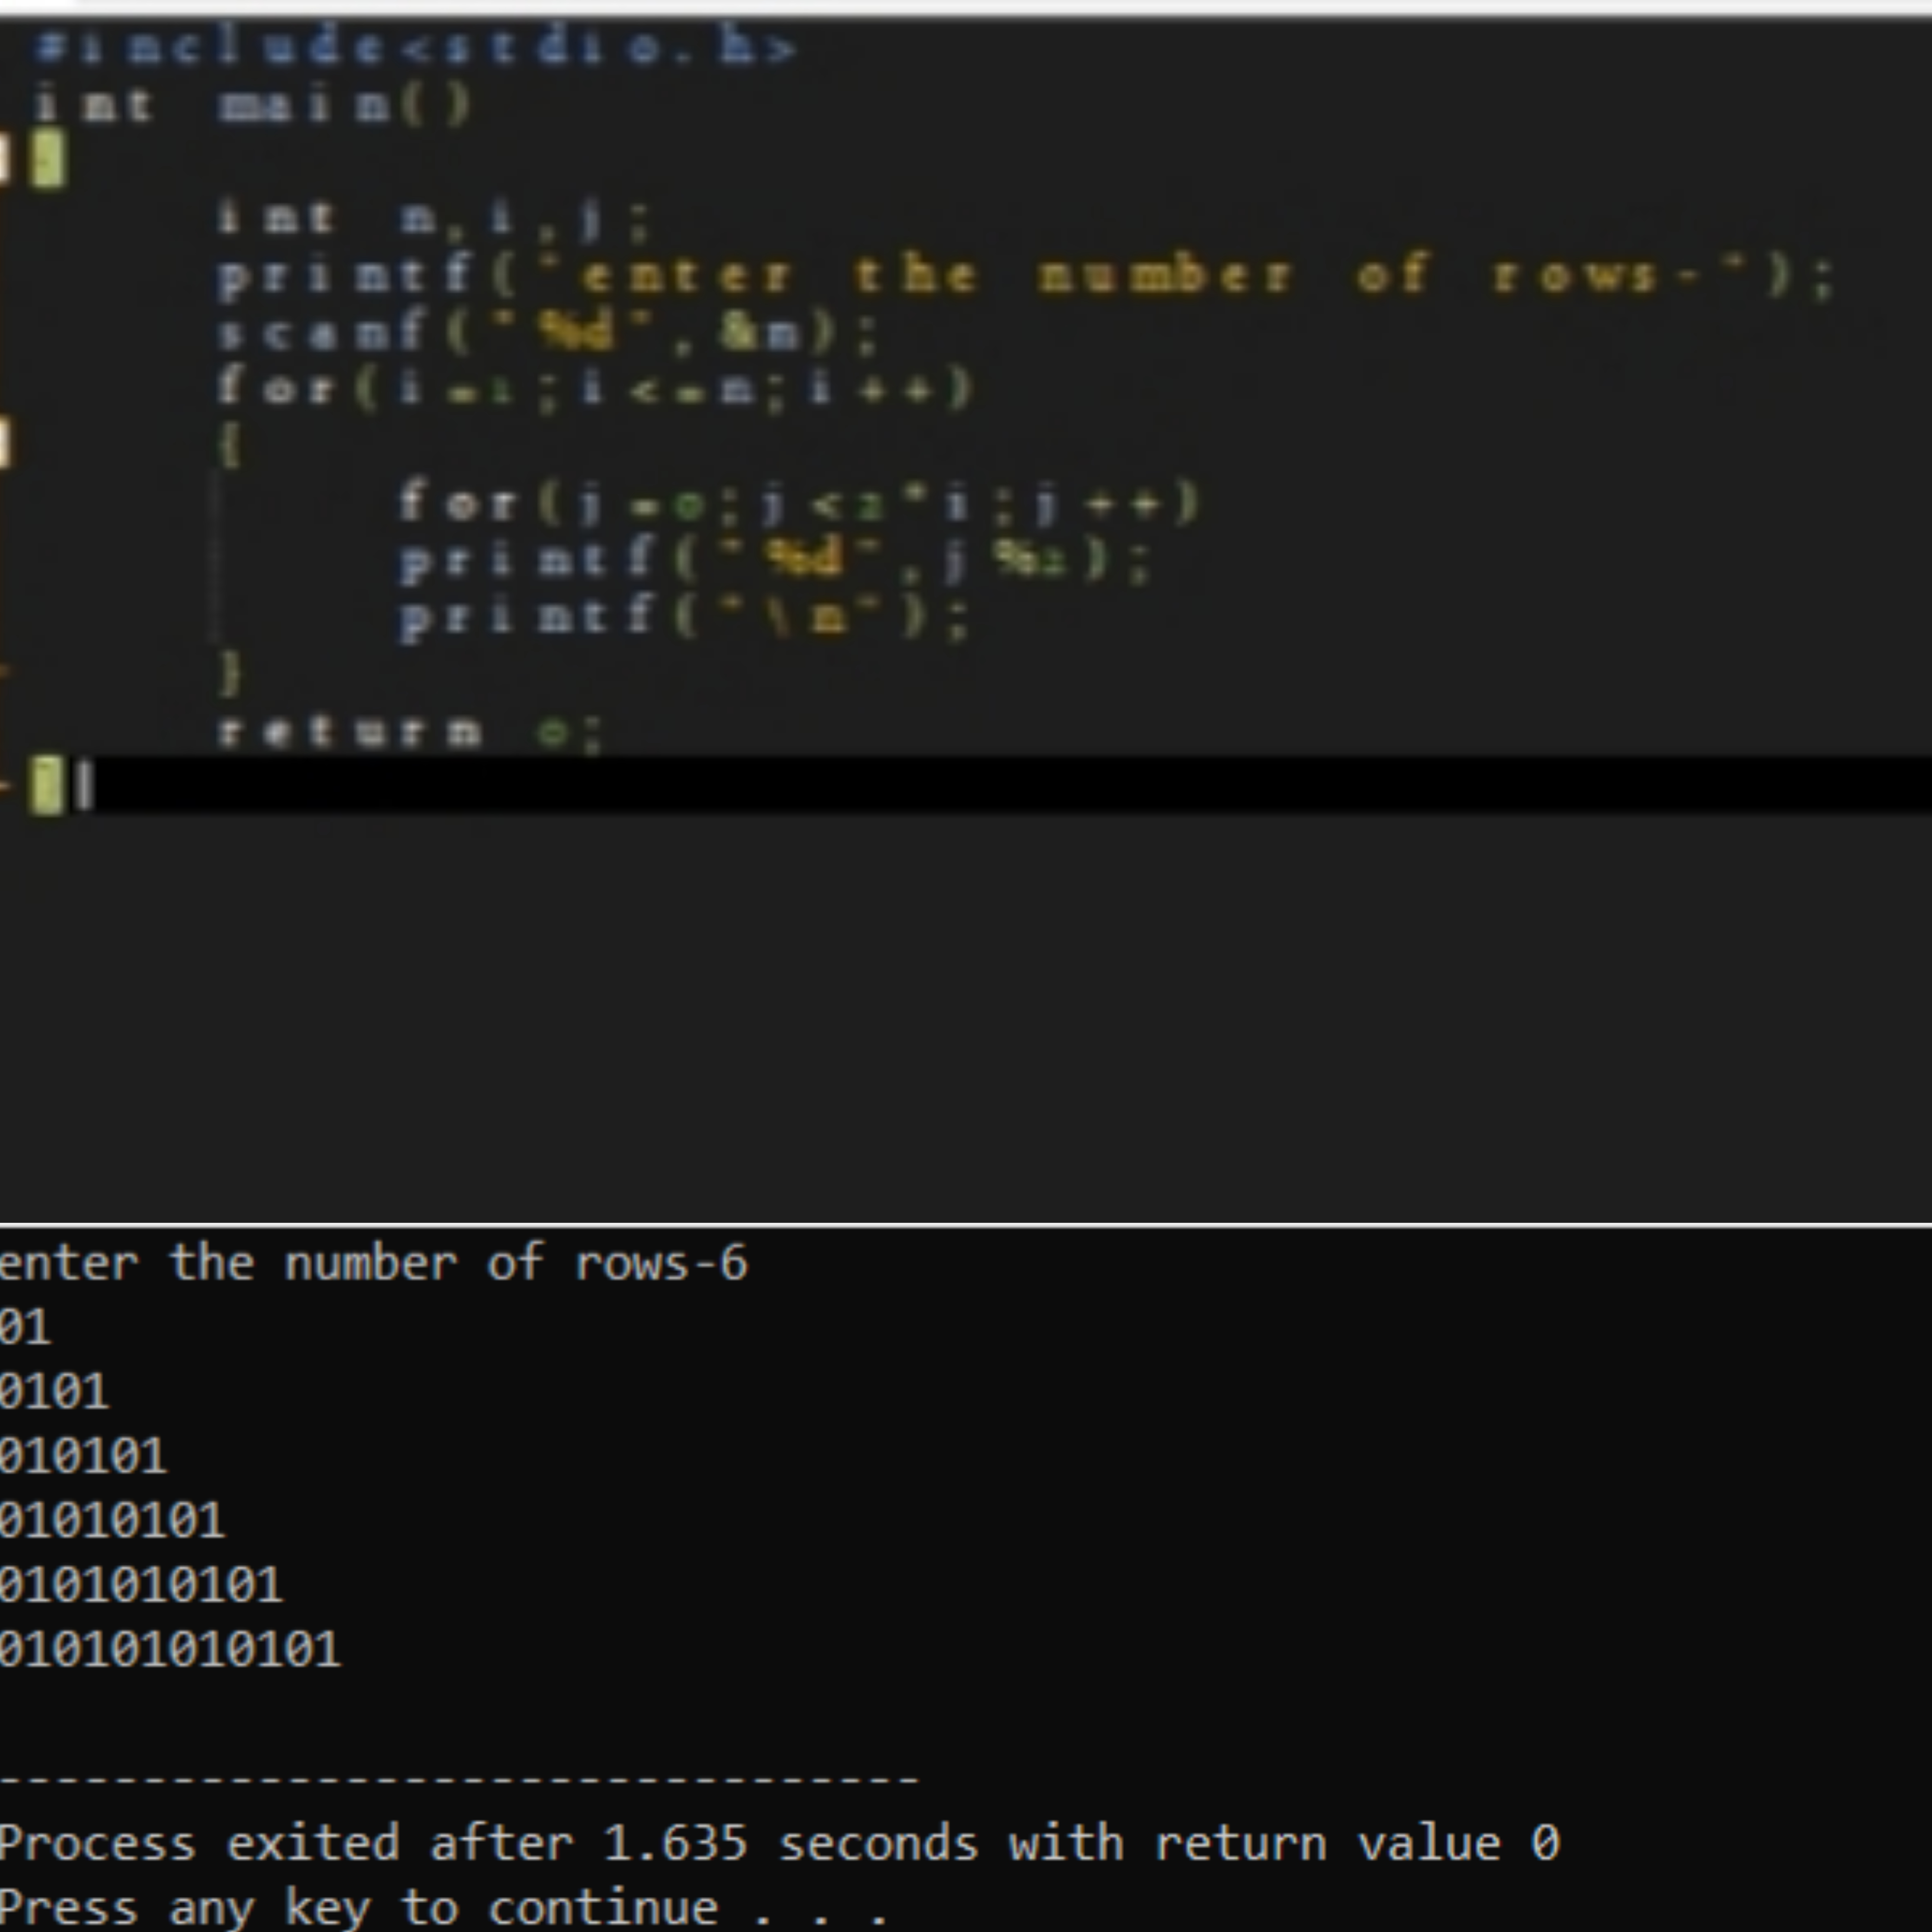 #include<stdio.h>
int main()
{
int n,i,j;
printf("enter the number of rows-");
scanf("%d",&n);
for(i=1;i<=n;i++)
{
for(j=0;j<2*i;j++)
printf("%d",j%2);
printf("\n");
}
return 0;
}
enter the number of rows-6
01
0101
010101
01010101
0101010101
010101010101
--------------------------------
Process exited after 1.635 seconds with return value 0
Press any key to continue . . .